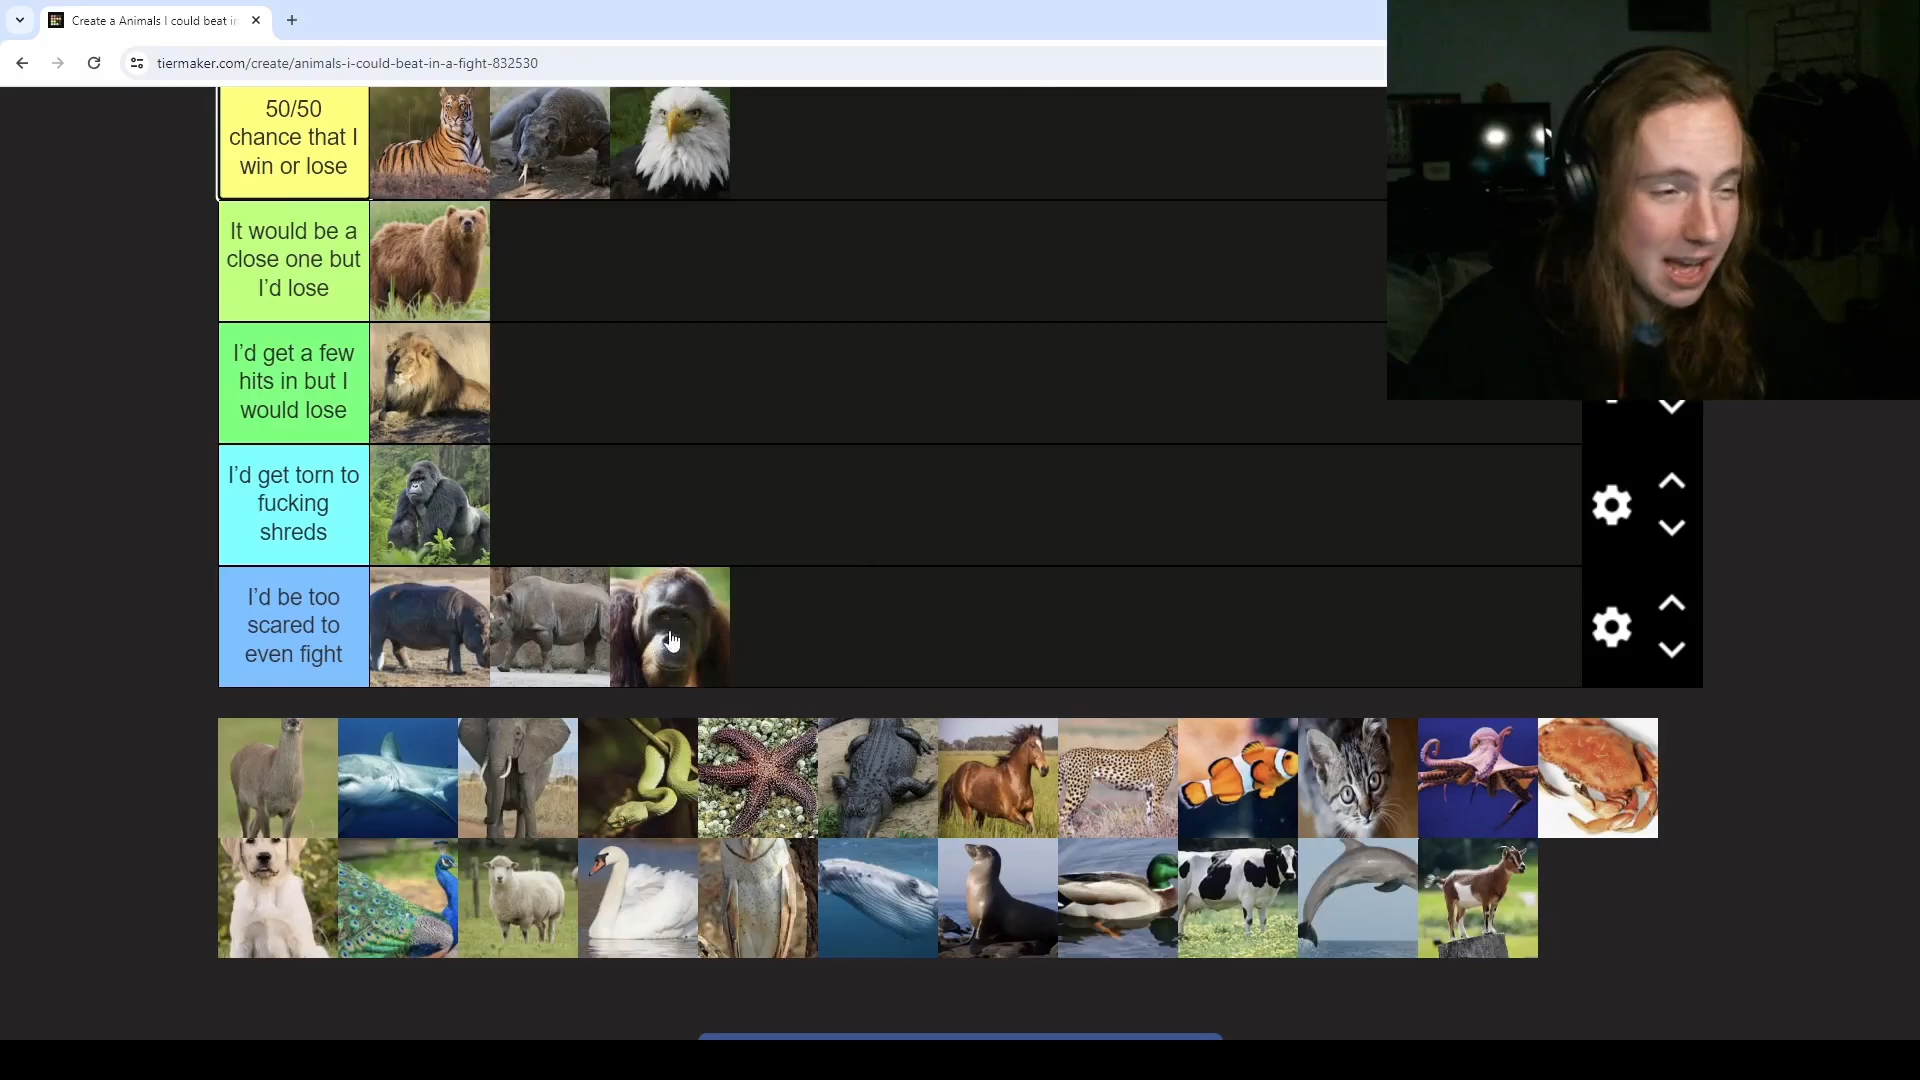 Create a Animals I could beat in
tiermaker.com/create/animals-i-could-beat-in-a-fight-832530
50/50
chance that I
win or lose
It would be a
close one but
I'd lose
I'd get a few
hits in but I
would lose
I'd get torn to
fucking
shreds
I'd be too
scared to
even fight